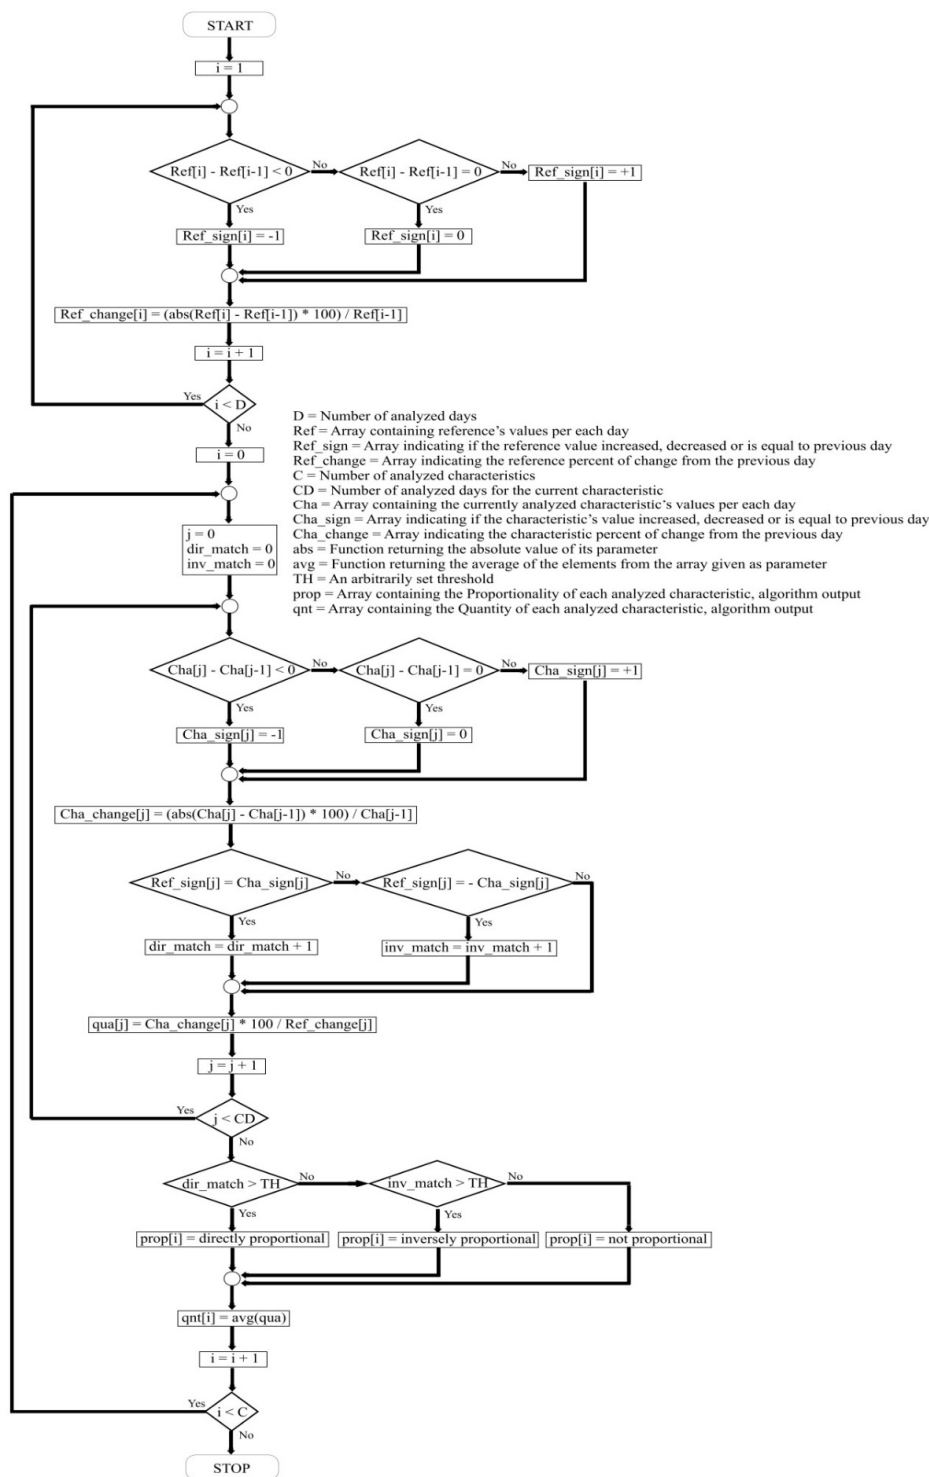 START
i = 1
Ref[i] - Ref[i-1] < 0
No
Ref[i] - Ref[i-1] = 0
No
Ref_sign[i] = +1
Yes
Yes
Ref_sign[i] = -1
Ref_sign[i] = 0
Ref_change[i] = (abs(Ref[i] - Ref[i-1]) * 100) / Ref[i-1]
i = i + 1
Yes
i < D
No
i = 0
D = Number of analyzed days
Ref = Array containing reference's values per each day
Ref_sign = Array indicating if the reference value increased, decreased or is equal to previous day
Ref_change = Array indicating the reference percent of change from the previous day
C = Number of analyzed characteristics
CD = Number of analyzed days for the current characteristic
Cha = Array containing the currently analyzed characteristic's values per each day
Cha_sign = Array indicating if the characteristic's value increased, decreased or is equal to previous day
Cha_change = Array indicating the characteristic percent of change from the previous day
abs = Function returning the absolute value of its parameter
avg = Function returning the average of the elements from the array given as parameter
TH = An arbitrarily set threshold
prop = Array containing the Proportionality of each analyzed characteristic, algorithm output
qnt = Array containing the Quantity of each analyzed characteristic, algorithm output
j = 0
dir_match = 0
inv_match = 0
Cha[j] - Cha[j-1] < 0
No
Cha[j] - Cha[j-1] = 0
No
Cha_sign[j] = +1
Yes
Yes
Cha_sign[j] = -1
Cha_sign[j] = 0
Cha_change[j] = (abs(Cha[j] - Cha[j-1]) * 100) / Cha[j-1]
Ref_sign[j] = Cha_sign[j]
No
Ref_sign[j] = - Cha_sign[j]
No
Yes
Yes
dir_match = dir_match + 1
inv_match = inv_match + 1
qua[j] = Cha_change[j] * 100 / Ref_change[j]
j = j + 1
Yes
j < CD
No
dir_match > TH
No
inv_match > TH
No
Yes
Yes
prop[i] = directly proportional
prop[i] = inversely proportional
prop[i] = not proportional
qnt[i] = avg(qua)
i = i + 1
Yes
i < C
No
STOP